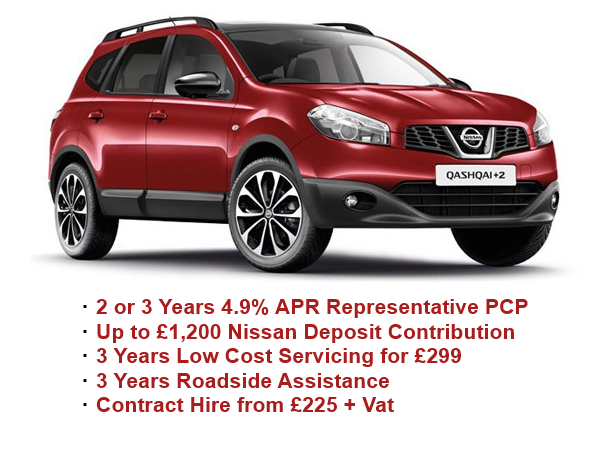 NISSAN
QASHQAI+2
· 2 or 3 Years 4.9% APR Representative PCP
· Up to £1,200 Nissan Deposit Contribution
· 3 Years Low Cost Servicing for £299
· 3 Years Roadside Assistance
· Contract Hire from £225 + Vat